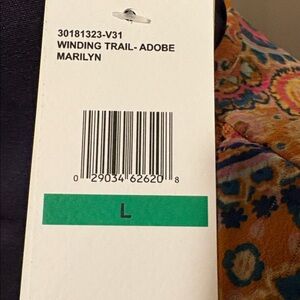 30181323-V31
WINDING TRAIL- ADOBE
MARILYN
0 29034 62620 8
L